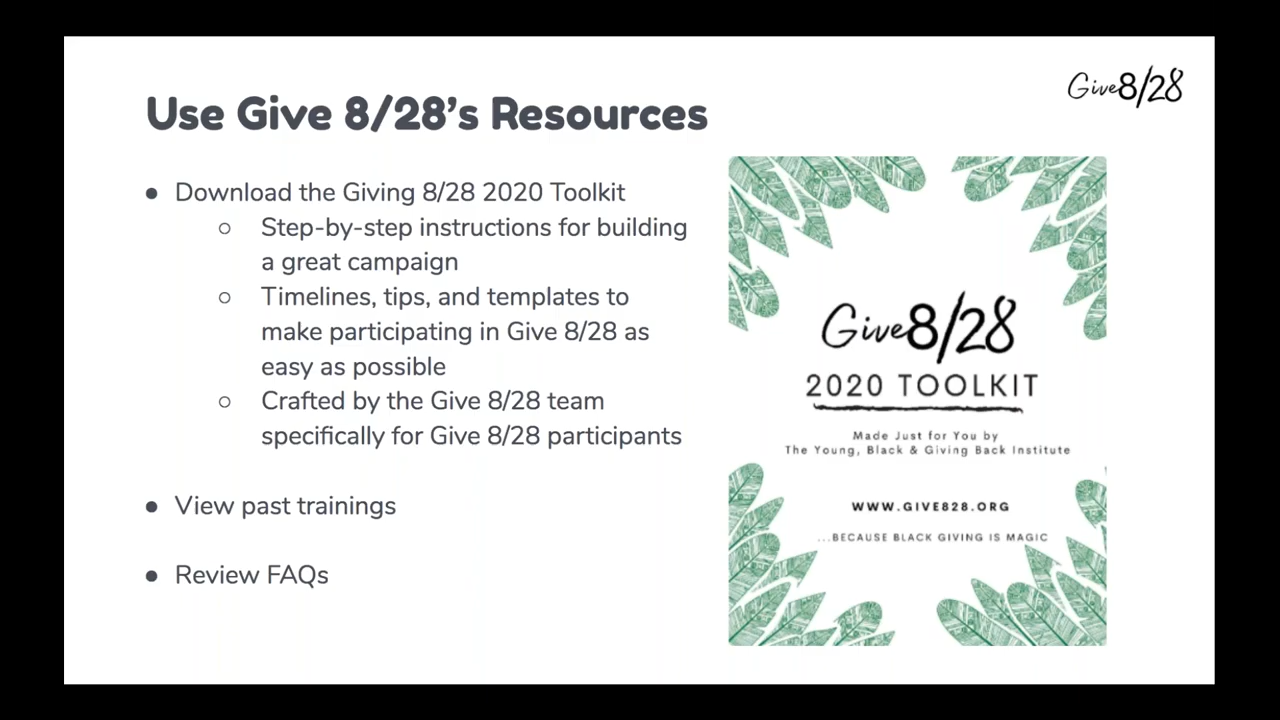 Give8/28
Use Give 8/28’s Resources
● Download the Giving 8/28 2020 Toolkit
○ Step-by-step instructions for building
a great campaign
○ Timelines, tips, and templates to
make participating in Give 8/28 as
easy as possible
○ Crafted by the Give 8/28 team
specifically for Give 8/28 participants
● View past trainings
● Review FAQs
Give8/28
2020 TOOLKIT
Made Just for You by
The Young, Black & Giving Back Institute
WWW.GIVE828.ORG
...BECAUSE BLACK GIVING IS MAGIC